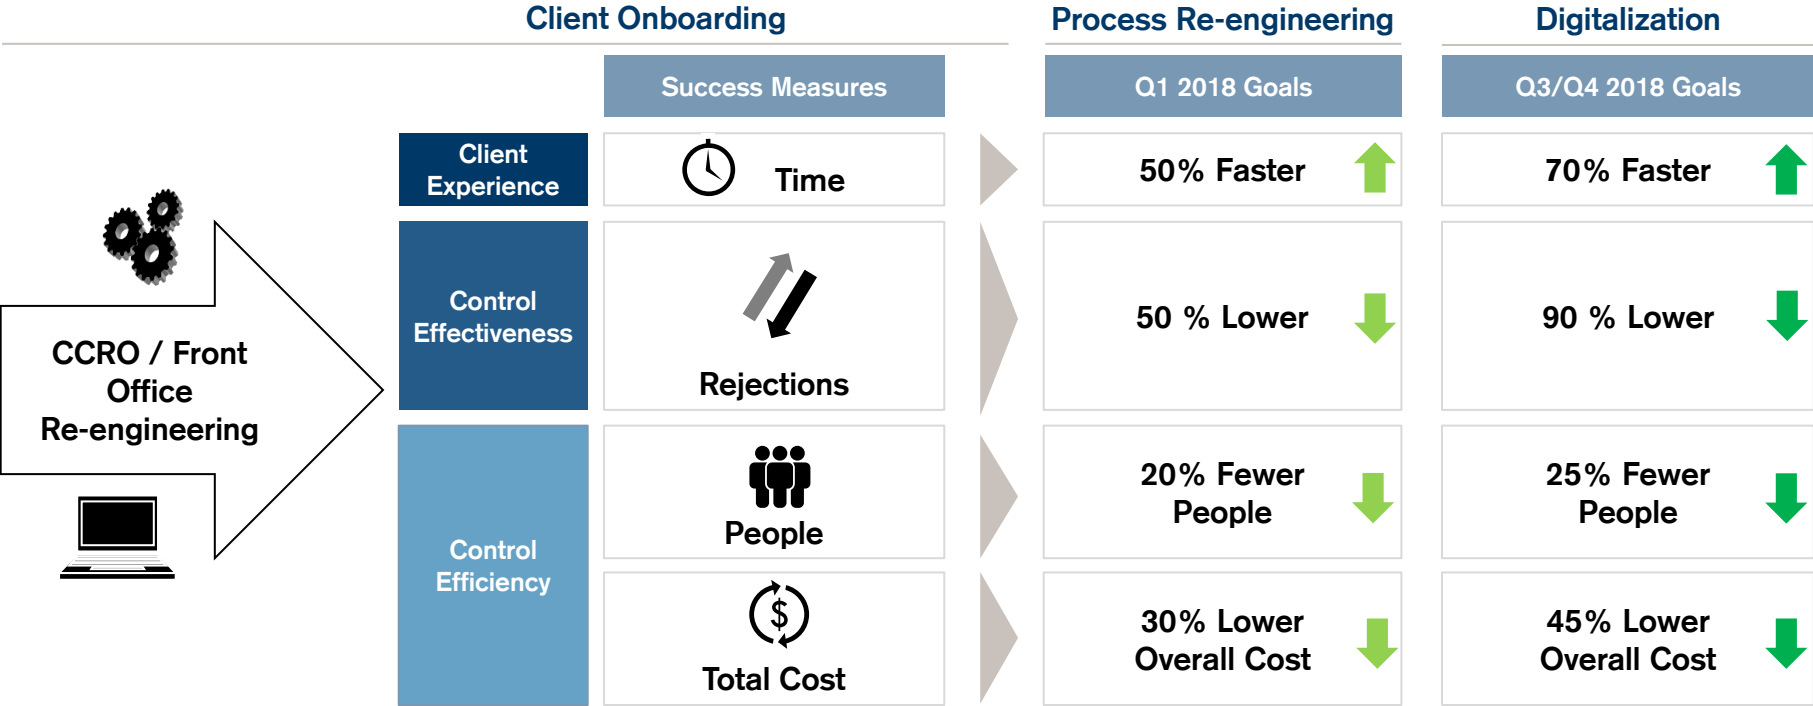 Client Onboarding
Process Re-engineering
Digitalization
Success Measures
Q1 2018 Goals
Q3/Q4 2018 Goals
CCRO / Front
Office
Re-engineering
Client
Experience
Time
50% Faster
70% Faster
Control
Effectiveness
Rejections
50 % Lower
90 % Lower
Control
Efficiency
People
20% Fewer
People
25% Fewer
People
$
Total Cost
30% Lower
Overall Cost
45% Lower
Overall Cost